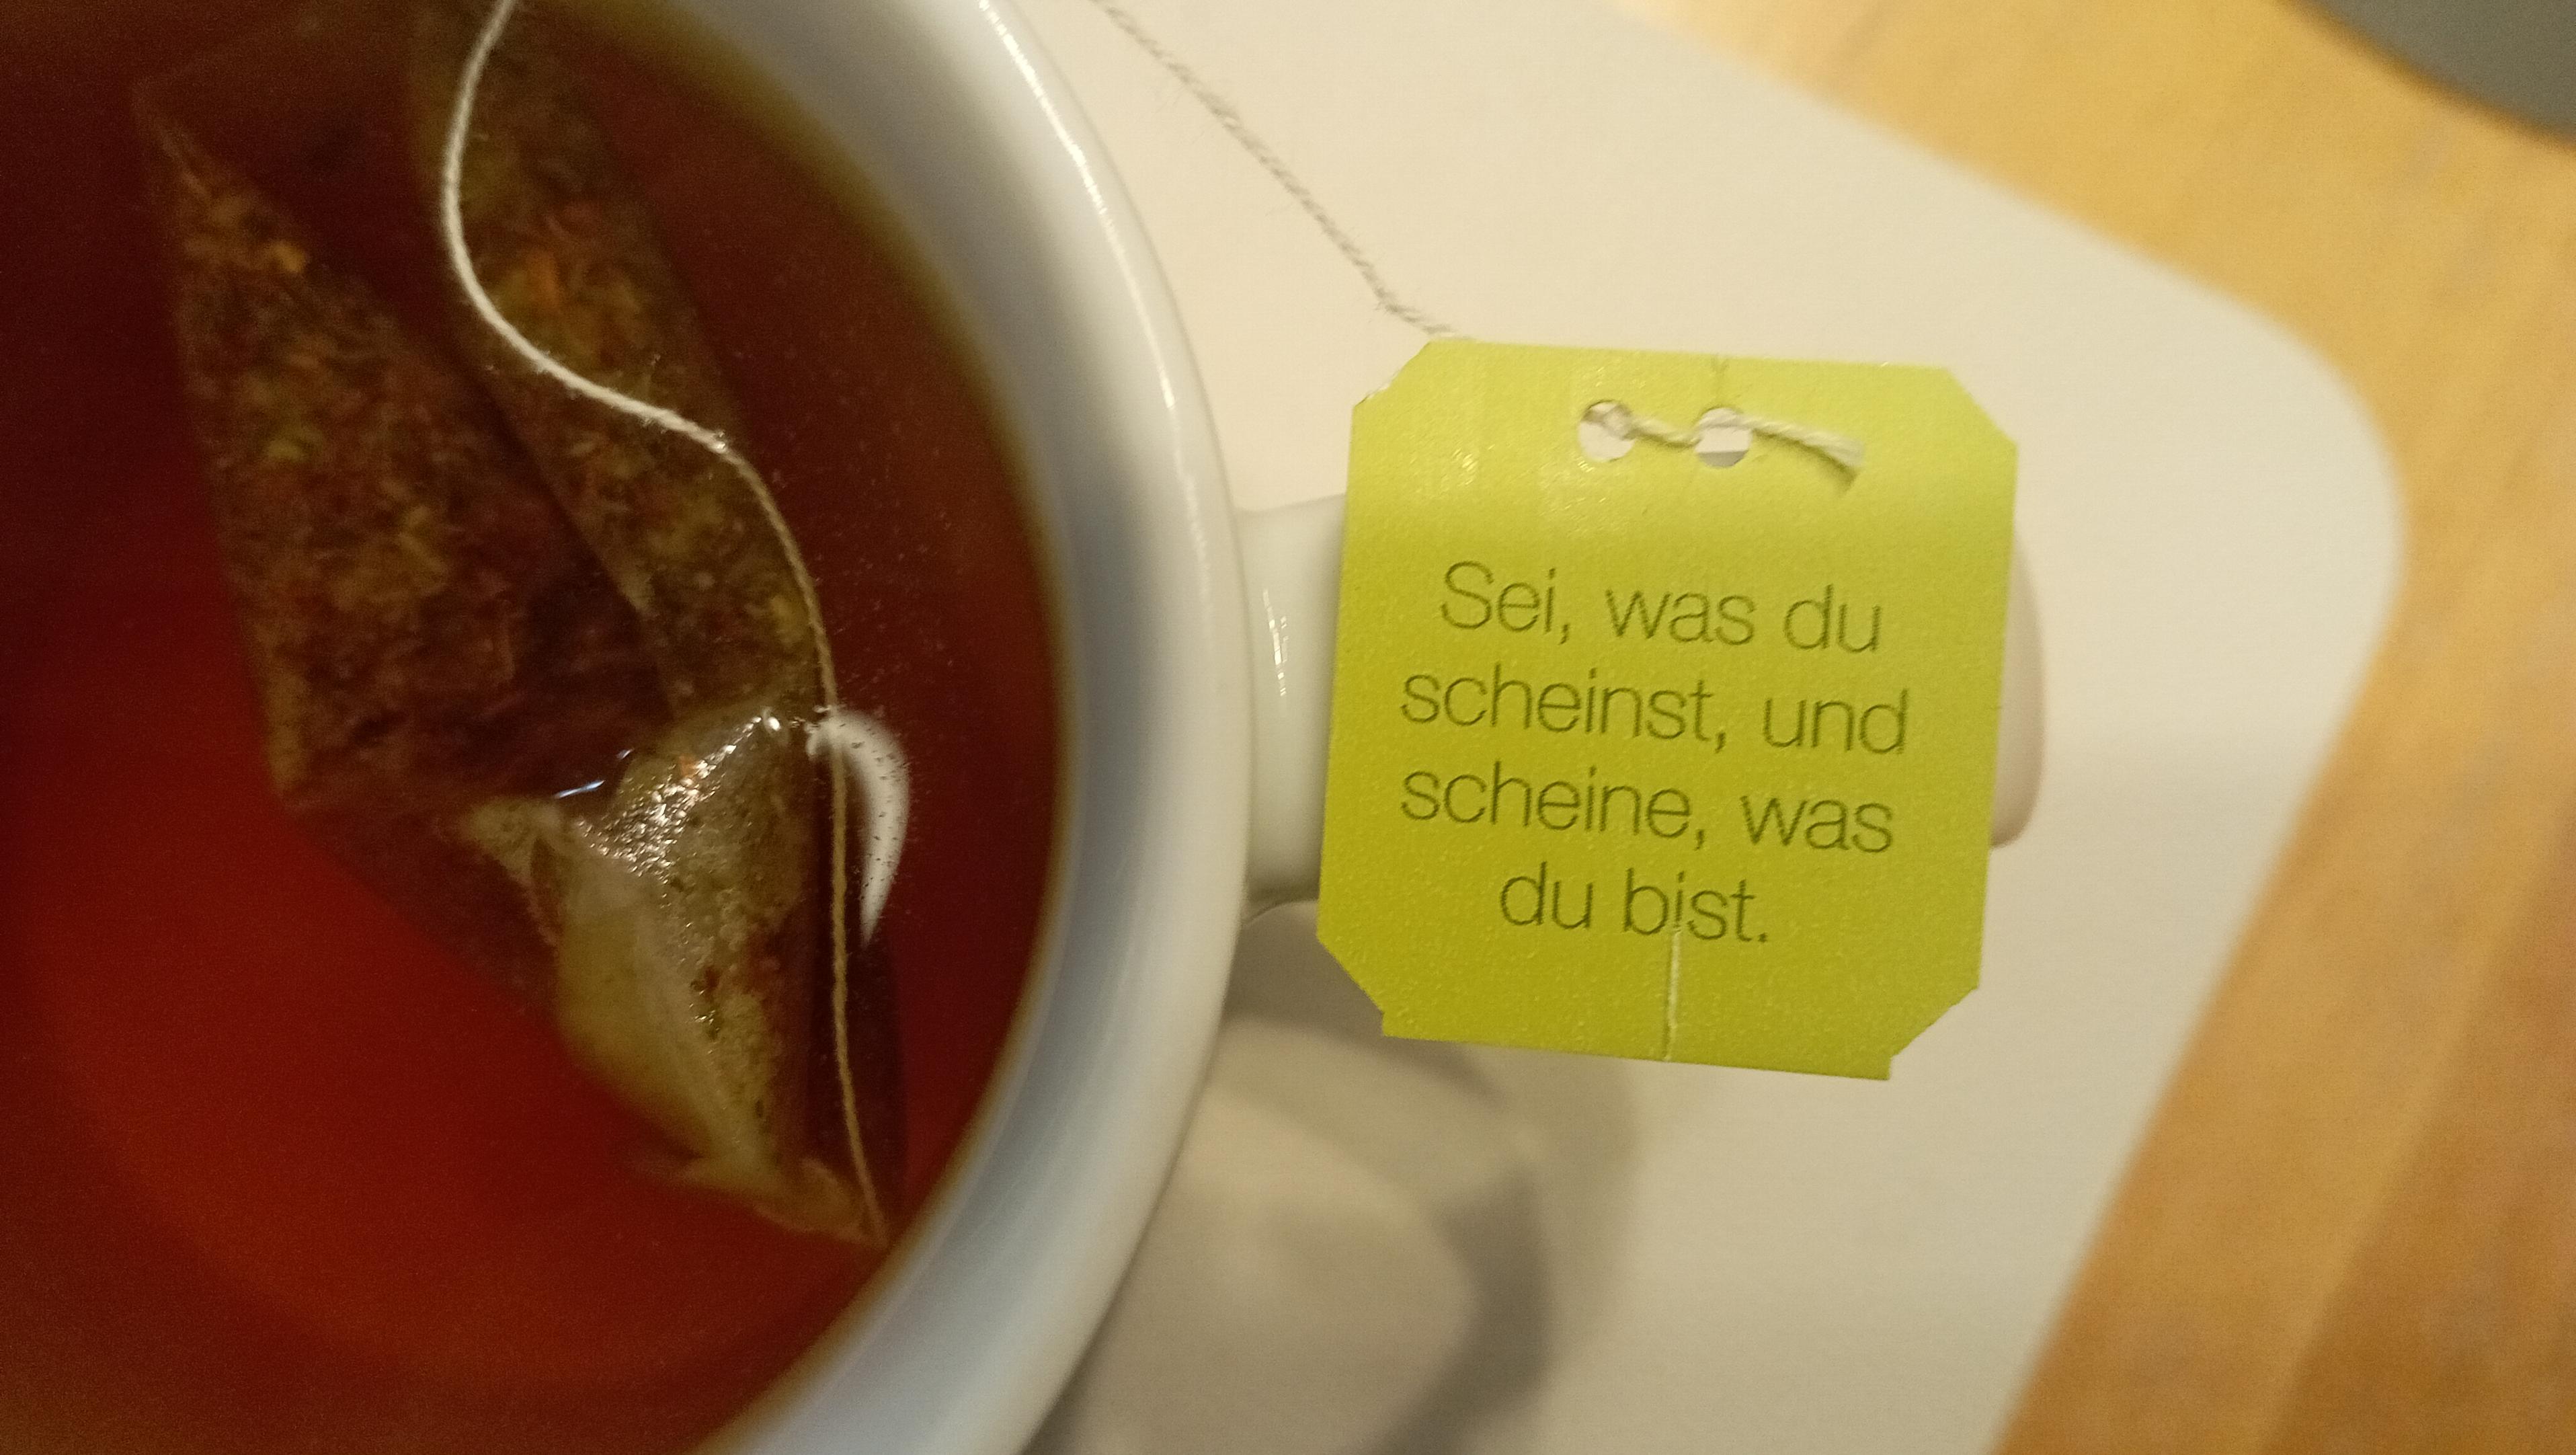 Sei, was du
scheinst, und
scheine, was
du bist.